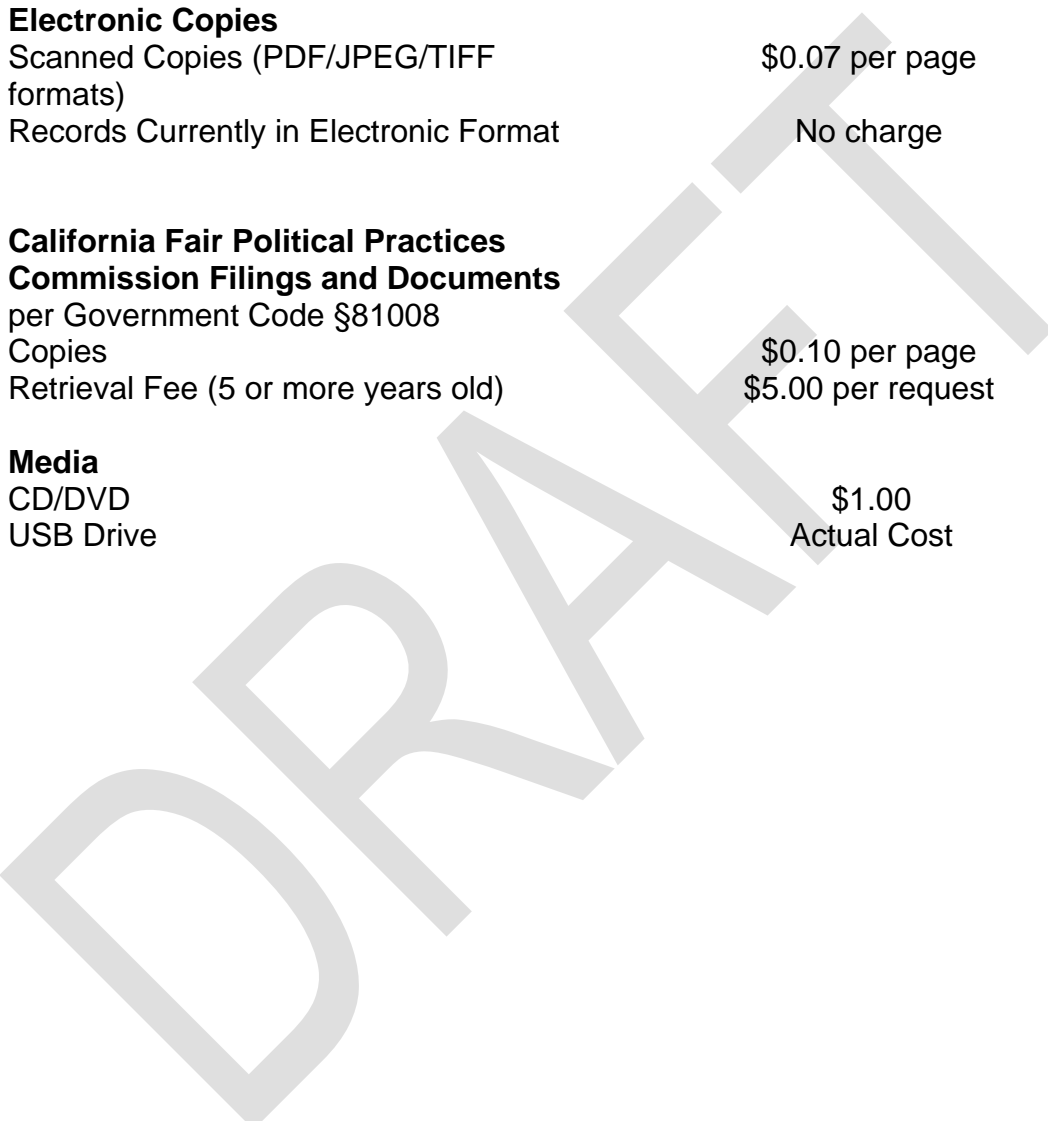 Electronic Copies
Scanned Copies (PDF/JPEG/TIFF $0.07 per page
formats)
Records Currently in Electronic Format No charge
California Fair Political Practices
Commission Filings and Documents
per Government Code §81008
Copies $0.10 per page
Retrieval Fee (5 or more years old) $5.00 per request
Media
CD/DVD $1.00
USB Drive Actual Cost
DRAFT